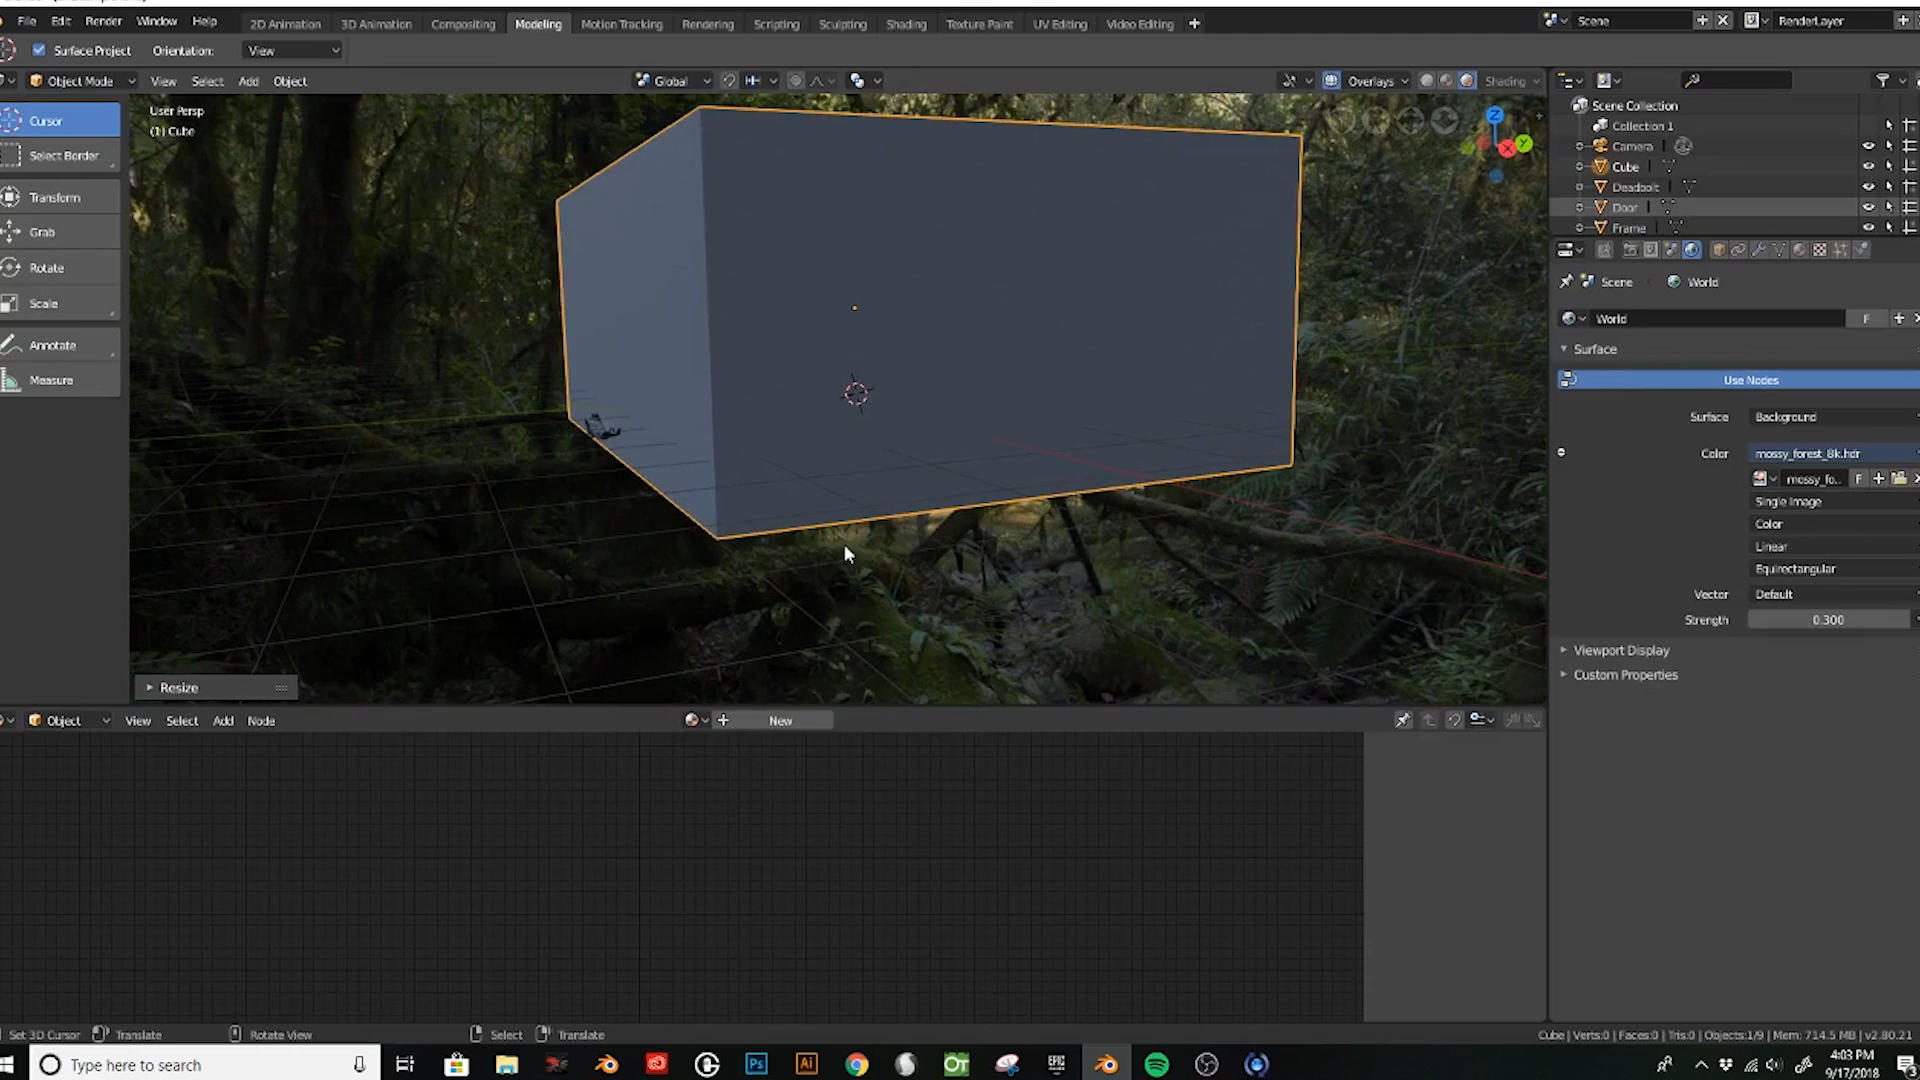 File Edit Render Window Help 2D Animation 3D Animation Compositing Modeling Motion Tracking Rendering Scripting Sculpting Shading Texture Paint UV Editing Video Editing Scene RenderLayer
Surface Project Orientation: View
Object Mode View Select Add Object Global Overlays Shading
User Persp
(1) Cube
Cursor
Select Border
Transform
Grab
Rotate
Scale
Annotate
Measure
Z
X
Y
Resize
Scene Collection
Collection 1
Camera
Cube
Deadbolt
Door
Frame
Scene World
World F
Surface
Use Nodes
Surface Background
Color mossy_forest_8k.hdr
mossy_fo.. F
Single Image
Color
Linear
Equirectangular
Vector Default
Strength 0.300
Viewport Display
Custom Properties
Object View Select Add Node New
Set 3D Cursor Translate Rotate View Select Translate Cube | Verts:0 | Faces:0 | Tris:0 | Objects:1/9 | Mem: 714.5 MB | v2.80.21
Type here to search Ps Ai OT 4:03 PM
9/17/2018